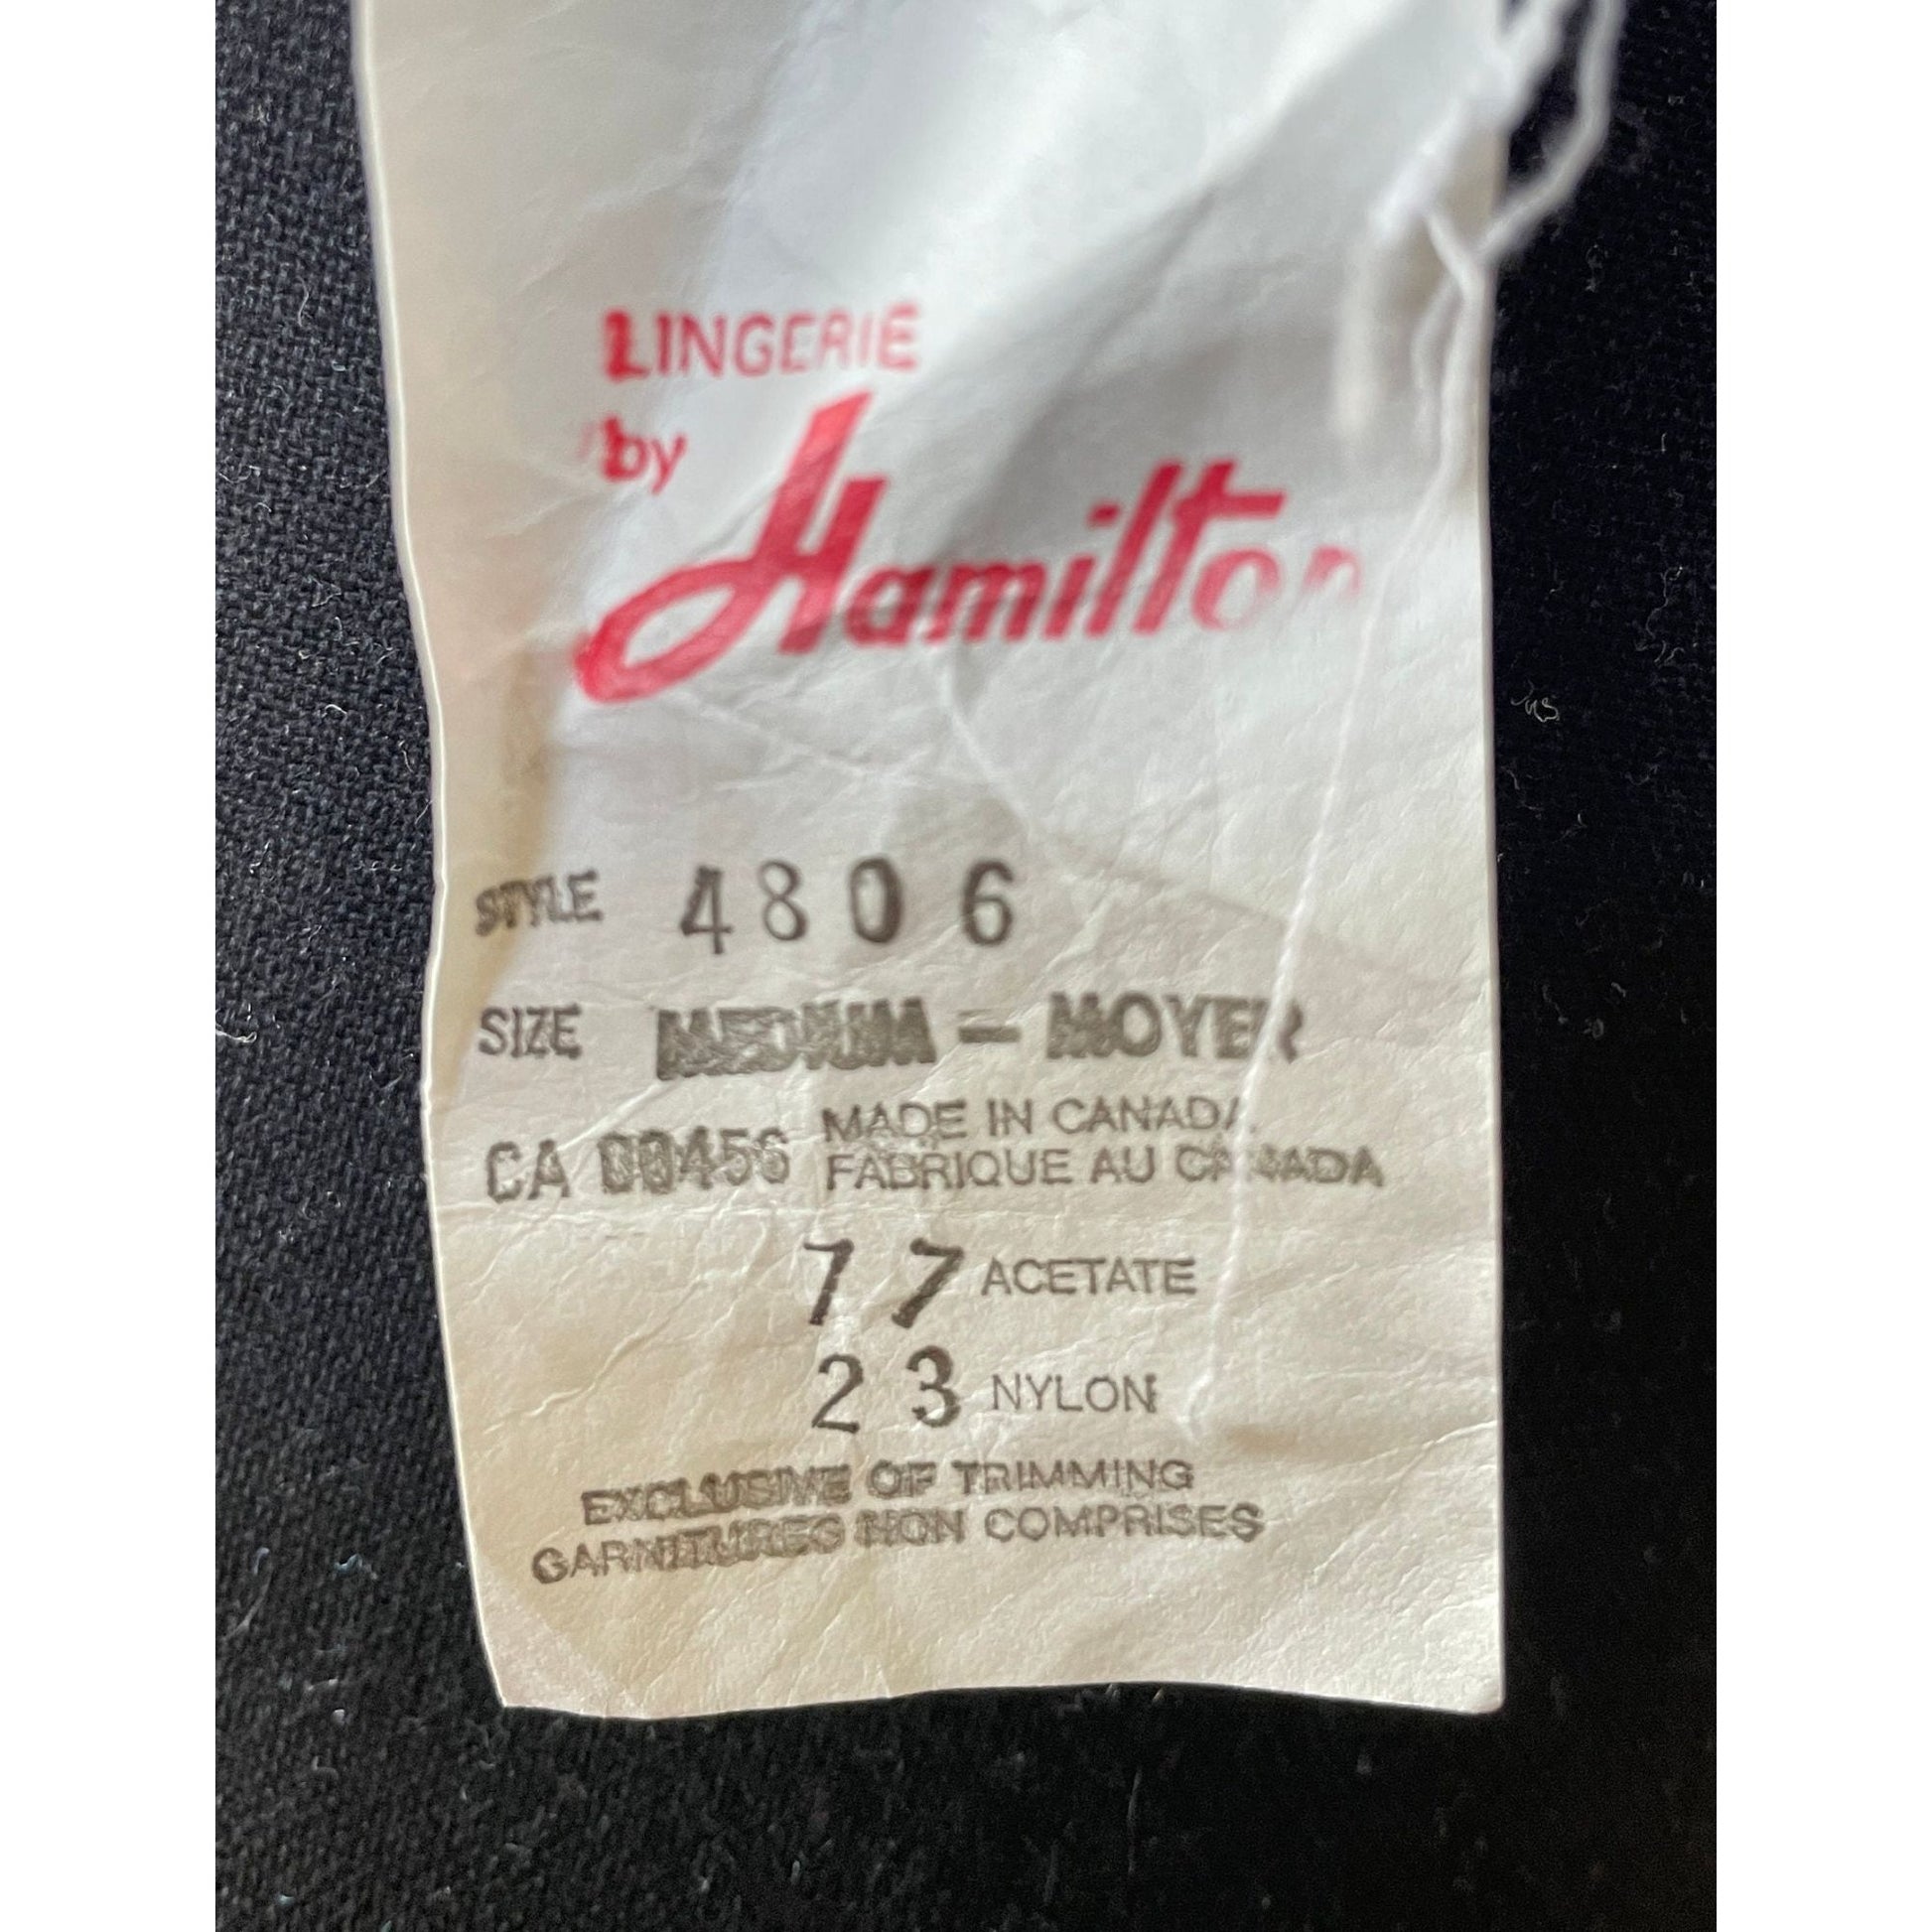 LINGERIE
by Hamilton
STYLE 4806
SIZE MEDIUM - MOYER
CA 00456 MADE IN CANADA
FABRIQUE AU CANADA
77 ACETATE
23 NYLON
EXCLUSIVE OF TRIMMING
GARNITURES NON COMPRISES